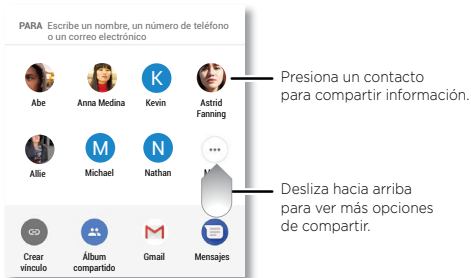 PARA Escribe un nombre, un número de teléfono
o un correo electrónico
K
Abe
Anna Medina
Kevin
Astrid
Fanning
Presiona un contacto
para compartir información.
M
N
Allie
Michael
Nathan
Desliza hacia arriba
para ver más opciones
de compartir.
Crear
vínculo
Álbum
compartido
Gmail
Mensajes